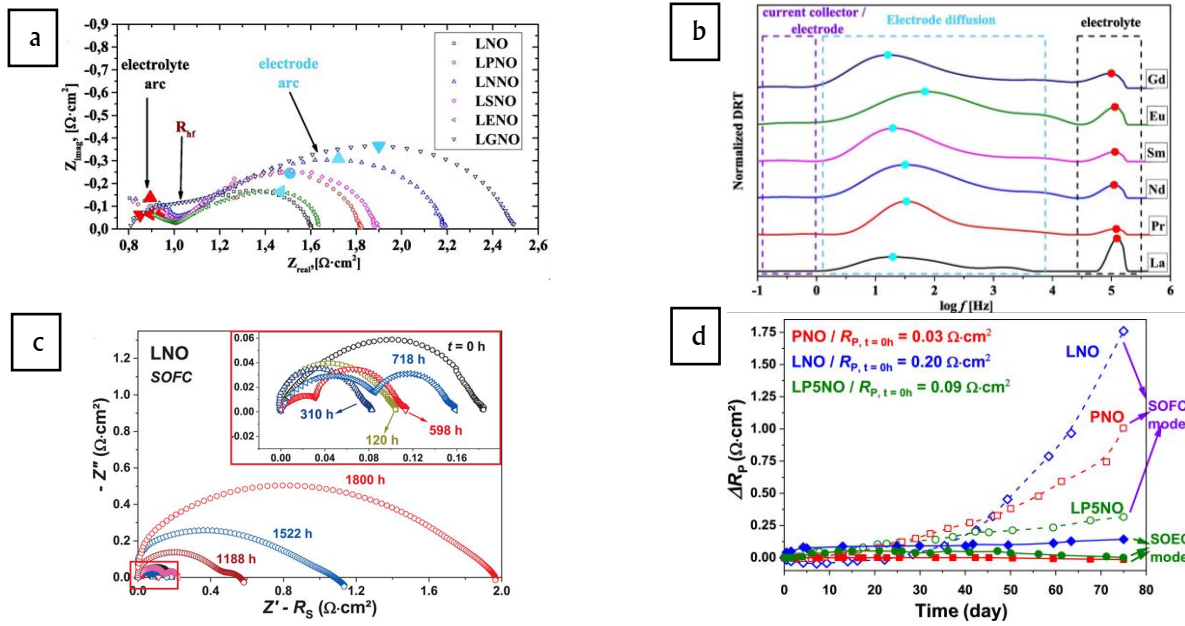 a
-0,9
-0,8
-0,7
-0,6
-0,5
-0,4
-0,3
-0,2
-0,1
0,0
Z_imag, [Ω·cm²]
electrolyte
arc
R_hf
electrode
arc
LNO
LPNO
LNNO
LSNO
LENO
LGNO
0,8 1,0 1,2 1,4 1,6 1,8 2,0 2,2 2,4 2,6
Z_real, [Ω·cm²]
b
current collector /
electrode
Electrode diffusion
electrolyte
Normalized DRT
Gd
Eu
Sm
Nd
Pr
La
-1 0 1 2 3 4 5 6
log f [Hz]
c
LNO
SOFC
- Z" (Ω·cm²)
1.2
1.0
0.8
0.6
0.4
0.2
0.0
0.06
0.04
0.02
0.00
-0.02
t = 0 h
718 h
310 h
120 h
598 h
0.00 0.04 0.08 0.12 0.16
1800 h
1522 h
1188 h
0.0 0.4 0.8 1.2 1.6 2.0
Z' - R_S (Ω·cm²)
d
PNO / R_P, t = 0h = 0.03 Ω·cm²
LNO / R_P, t = 0h = 0.20 Ω·cm²
LP5NO / R_P, t = 0h = 0.09 Ω·cm²
ΔR_P (Ω·cm²)
1.75
1.50
1.25
1.00
0.75
0.50
0.25
0.00
LNO
PNO
LP5NO
SOFC
mode
SOEC
mode
0 10 20 30 40 50 60 70 80
Time (day)